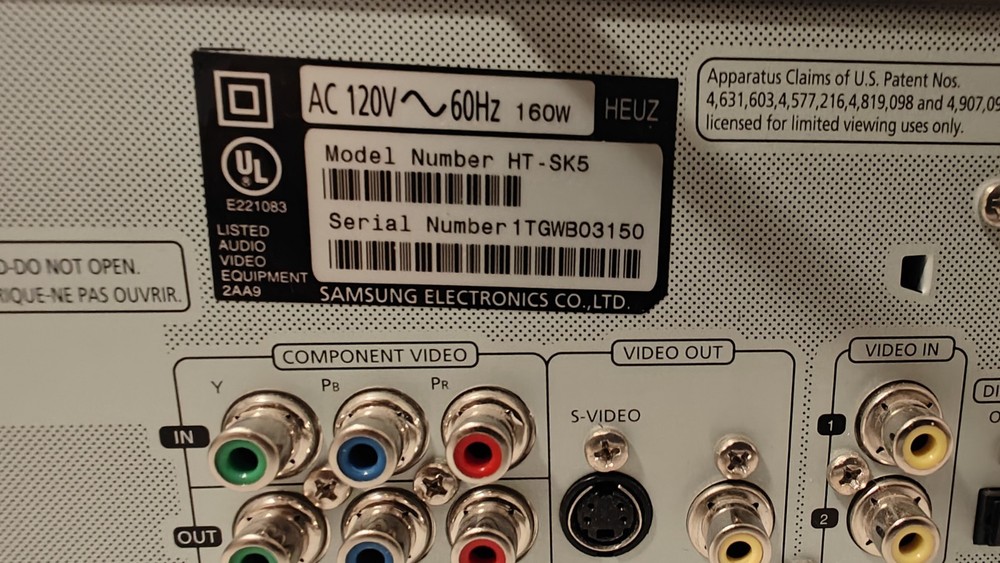 AC 120V 60Hz 160W HEUZ
Model Number HT-SK5
Serial Number 1TGWB03150
UL
®
E221083
LISTED
AUDIO
VIDEO
EQUIPMENT
2AA9
SAMSUNG ELECTRONICS CO.,LTD.
Apparatus Claims of U.S. Patent Nos.
4,631,603,4,577,216,4,819,098 and 4,907,09
licensed for limited viewing uses only.
-DO NOT OPEN.
RIQUE-NE PAS OUVRIR.
COMPONENT VIDEO
Y PB PR
IN
OUT
VIDEO OUT
S-VIDEO
VIDEO IN
1
2
DI
O